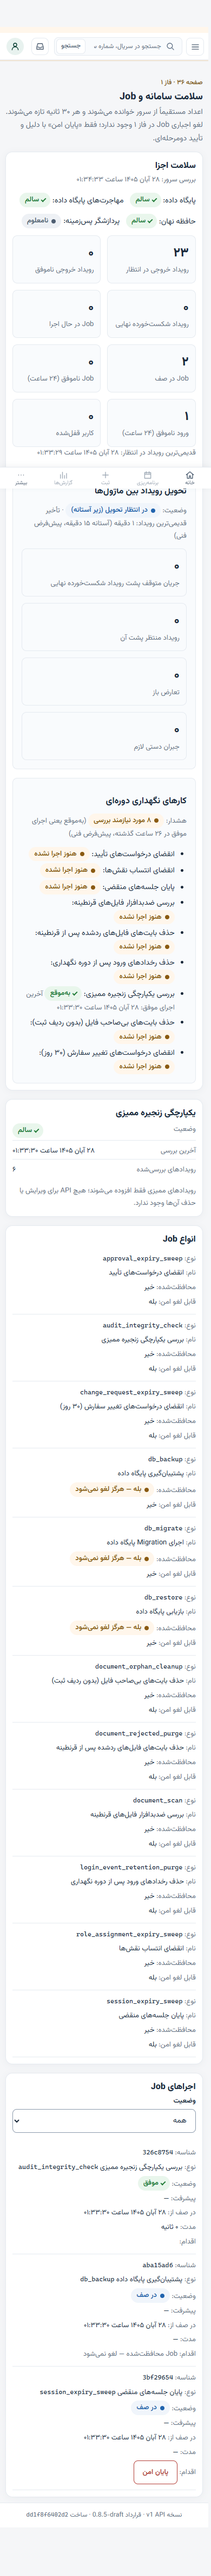 جستجو در سریال، شماره
جستجو
صفحه ۳۶ · فاز ۱
سلامت سامانه و Job
اعداد مستقیماً از سرور خوانده می‌شوند و هر ۳۰ ثانیه تازه می‌شوند.
لغو اجباری Job در فاز ۱ وجود ندارد؛ فقط «پایان امن» با دلیل و
تأیید دومرحله‌ای.
سلامت اجزا
زمان بررسی سرور: ۲۸ آبان ۱۴۰۵ ساعت ۰۱:۳۴:۳۳
پایگاه داده: سالم مهاجرت‌های پایگاه داده: سالم
حافظه نهان: سالم پردازشگر پس‌زمینه: نامعلوم
۲۳
رویداد خروجی در انتظار
۰
رویداد خروجی ناموفق
۰
رویداد شکست‌خورده نهایی
۰
Job در حال اجرا
۲
Job در صف
۰
Job ناموفق (۲۴ ساعت)
۱
ورود ناموفق (۲۴ ساعت)
۰
کاربر قفل‌شده
قدیمی‌ترین رویداد در انتظار: ۲۸ آبان ۱۴۰۵ ساعت ۰۱:۳۳:۲۹
خانه
برنامه‌ریزی
ثبت
گزارش‌ها
بیشتر
تحویل رویداد بین ماژول‌ها
وضعیت: در انتظار تحویل (زیر آستانه) · تأخیر
قدیمی‌ترین رویداد: ۱ دقیقه (آستانه ۱۵ دقیقه، پیش‌فرض
فنی)
۰
جریان متوقف پشت رویداد شکست‌خورده نهایی
۰
رویداد منتظر پشت آن
۰
تعارض باز
۰
جبران دستی لازم
کارهای نگهداری دوره‌ای
هشدار: ۸ مورد نیازمند بررسی (به‌موقع یعنی اجرای
موفق در ۲۶ ساعت گذشته، پیش‌فرض فنی)
انقضای درخواست‌های تأیید: هنوز اجرا نشده
انقضای انتساب نقش‌ها: هنوز اجرا نشده
پایان جلسه‌های منقضی: هنوز اجرا نشده
بررسی ضدبدافزار فایل‌های قرنطینه:
هنوز اجرا نشده
حذف بایت‌های فایل‌های ردشده پس از قرنطینه:
هنوز اجرا نشده
حذف رخدادهای ورود پس از دوره نگهداری:
هنوز اجرا نشده
بررسی یکپارچگی زنجیره ممیزی: به‌موقع آخرین
اجرای موفق: ۲۸ آبان ۱۴۰۵ ساعت ۰۱:۳۳:۳۰
حذف بایت‌های بی‌صاحب فایل (بدون ردیف ثبت):
هنوز اجرا نشده
انقضای درخواست‌های تغییر سفارش (۳۰ روز):
هنوز اجرا نشده
یکپارچگی زنجیره ممیزی
وضعیت
سالم
آخرین بررسی
۲۸ آبان ۱۴۰۵ ساعت ۰۱:۳۳:۳۰
رویدادهای بررسی‌شده
۶
رویدادهای ممیزی فقط افزوده می‌شوند؛ هیچ API برای ویرایش یا
حذف آن‌ها وجود ندارد.
انواع Job
نوع: approval_expiry_sweep
نام: انقضای درخواست‌های تأیید
محافظت‌شده: خیر
قابل لغو امن: بله
نوع: audit_integrity_check
نام: بررسی یکپارچگی زنجیره ممیزی
محافظت‌شده: خیر
قابل لغو امن: بله
نوع: change_request_expiry_sweep
نام: انقضای درخواست‌های تغییر سفارش (۳۰ روز)
محافظت‌شده: خیر
قابل لغو امن: بله
نوع: db_backup
نام: پشتیبان‌گیری پایگاه داده
محافظت‌شده: بله — هرگز لغو نمی‌شود
قابل لغو امن: خیر
نوع: db_migrate
نام: اجرای Migration پایگاه داده
محافظت‌شده: بله — هرگز لغو نمی‌شود
قابل لغو امن: خیر
نوع: db_restore
نام: بازیابی پایگاه داده
محافظت‌شده: بله — هرگز لغو نمی‌شود
قابل لغو امن: خیر
نوع: document_orphan_cleanup
نام: حذف بایت‌های بی‌صاحب فایل (بدون ردیف ثبت)
محافظت‌شده: خیر
قابل لغو امن: بله
نوع: document_rejected_purge
نام: حذف بایت‌های فایل‌های ردشده پس از قرنطینه
محافظت‌شده: خیر
قابل لغو امن: بله
نوع: document_scan
نام: بررسی ضدبدافزار فایل‌های قرنطینه
محافظت‌شده: خیر
قابل لغو امن: بله
نوع: login_event_retention_purge
نام: حذف رخدادهای ورود پس از دوره نگهداری
محافظت‌شده: خیر
قابل لغو امن: بله
نوع: role_assignment_expiry_sweep
نام: انقضای انتساب نقش‌ها
محافظت‌شده: خیر
قابل لغو امن: بله
نوع: session_expiry_sweep
نام: پایان جلسه‌های منقضی
محافظت‌شده: خیر
قابل لغو امن: بله
اجراهای Job
وضعیت
همه
شناسه: 326c8754
نوع: بررسی یکپارچگی زنجیره ممیزی audit_integrity_check
وضعیت: موفق
پیشرفت: —
در صف از: ۲۸ آبان ۱۴۰۵ ساعت ۰۱:۳۳:۳۰
مدت: ۰ ثانیه
اقدام:
شناسه: aba15ad6
نوع: پشتیبان‌گیری پایگاه داده db_backup
وضعیت: در صف
پیشرفت: —
در صف از: ۲۸ آبان ۱۴۰۵ ساعت ۰۱:۳۳:۳۰
مدت: —
اقدام: Job محافظت‌شده — لغو نمی‌شود
شناسه: 3bf29654
نوع: پایان جلسه‌های منقضی session_expiry_sweep
وضعیت: در صف
پیشرفت: —
در صف از: ۲۸ آبان ۱۴۰۵ ساعت ۰۱:۳۳:۳۰
مدت: —
اقدام: پایان امن
نسخه API v1 · قرارداد 0.8.5-draft · ساخت dd1f8f6402d2